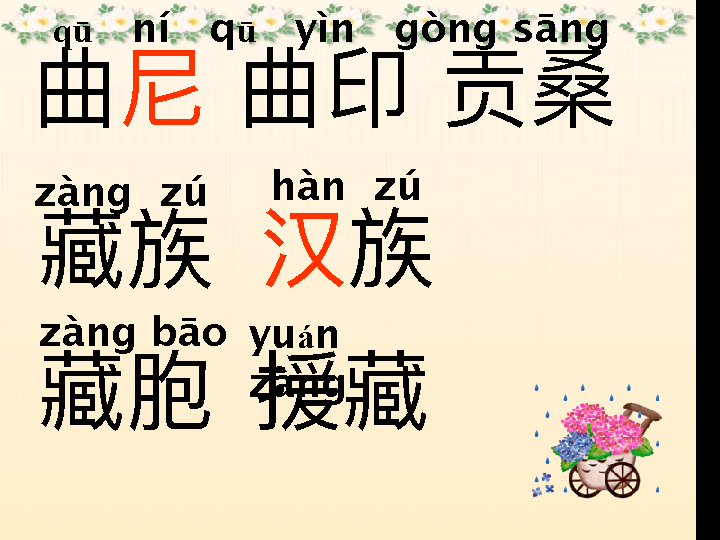 qū ní qū yìn gòng sāng
曲尼 曲印 贡桑
zàng zú hàn zú
藏族 汉族
zàng bāo yuán
zàng
藏胞 援藏